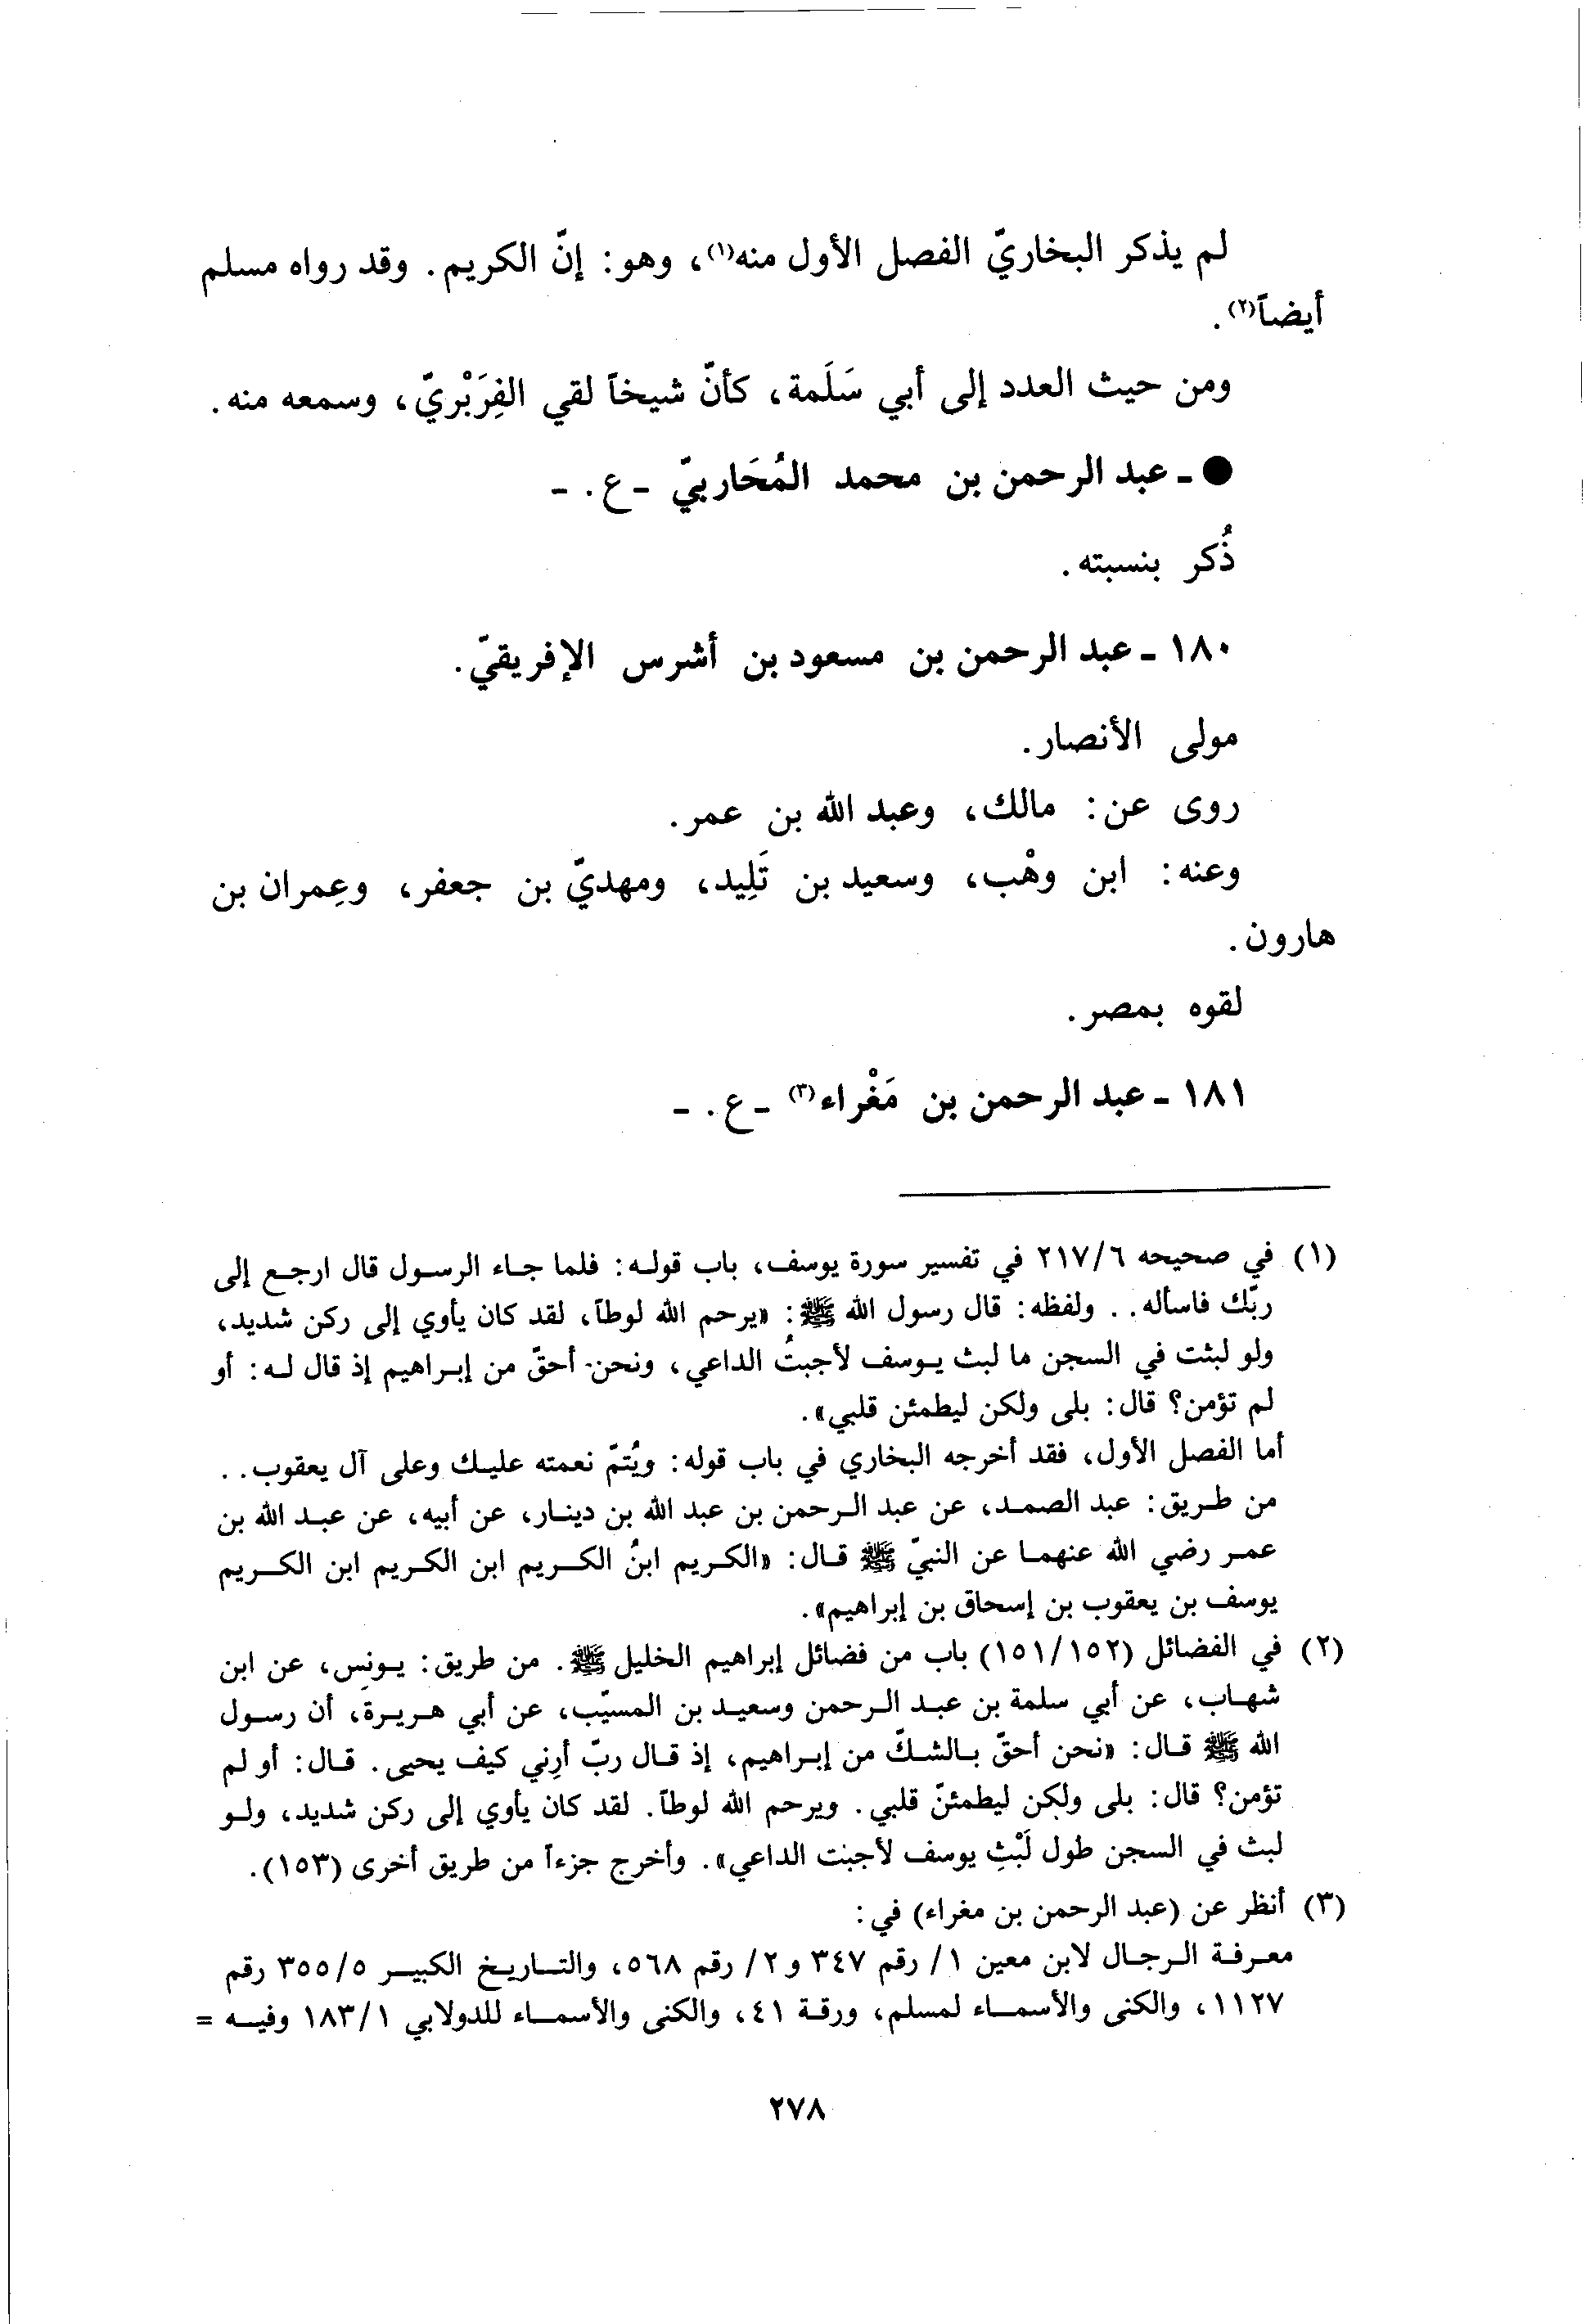 لم يذكر البخاريّ الفصل الأول منه(١)، وهو: إنّ الكريم. وقد رواه مسلم
أيضاً(٢).
ومن حيث العدد إلى أبي سَلَمة، كأنّ شيخاً لقي الفِرَبْريّ، وسمعه منه.
● ـ عبد الرحمن بن محمد المُحَاربيّ ـ ع. ـ
ذُكر بنسبته.
١٨٠ ـ عبد الرحمن بن مسعود بن أشرس الإفريقيّ.
مولى الأنصار.
روى عن: مالك، وعبد الله بن عمر.
وعنه: ابن وهْب، وسعيد بن تَلِيد، ومهديّ بن جعفر، وعِمران بن
هارون.
لقوه بمصر.
١٨١ ـ عبد الرحمن بن مَغْراء(٣) ـ ع. ـ
(١) في صحيحه ٢١٧/٦ في تفسير سورة يوسف، باب قوله: فلما جاء الرسول قال ارجع إلى
ربّك فاسأله.. ولفظه: قال رسول الله ﷺ: «يرحم الله لوطاً، لقد كان يأوي إلى ركن شديد،
ولو لبثت في السجن ما لبث يوسف لأجبتُ الداعي، ونحن أحقّ من إبراهيم إذ قال له: أو
لم تؤمن؟ قال: بلى ولكن ليطمئن قلبي».
أما الفصل الأول، فقد أخرجه البخاري في باب قوله: ويُتمّ نعمته عليك وعلى آل يعقوب..
من طريق: عبد الصمد، عن عبد الرحمن بن عبد الله بن دينار، عن أبيه، عن عبد الله بن
عمر رضي الله عنهما عن النبيّ ﷺ قال: «الكريم ابنُ الكريم ابن الكريم ابن الكريم
يوسف بن يعقوب بن إسحاق بن إبراهيم».
(٢) في الفضائل (١٥١/١٥٢) باب من فضائل إبراهيم الخليل ﷺ. من طريق: يونس، عن ابن
شهاب، عن أبي سلمة بن عبد الرحمن وسعيد بن المسيّب، عن أبي هريرة، أن رسول
الله ﷺ قال: «نحن أحقّ بالشكّ من إبراهيم، إذ قال ربّ أرِني كيف يحيى. قال: أو لم
تؤمن؟ قال: بلى ولكن ليطمئنّ قلبي. ويرحم الله لوطاً. لقد كان يأوي إلى ركن شديد، ولو
لبث في السجن طول لَبْثِ يوسف لأجبت الداعي». وأخرج جزءاً من طريق أخرى (١٥٣).
(٣) أنظر عن (عبد الرحمن بن مغراء) في:
معرفة الرجال لابن معين ١/ رقم ٣٤٧ و٢/ رقم ٥٦٨، والتاريخ الكبير ٣٥٥/٥ رقم
١١٢٧، والكنى والأسماء لمسلم، ورقة ٤١، والكنى والأسماء للدولابي ١٨٣/١ وفيه =
٢٧٨